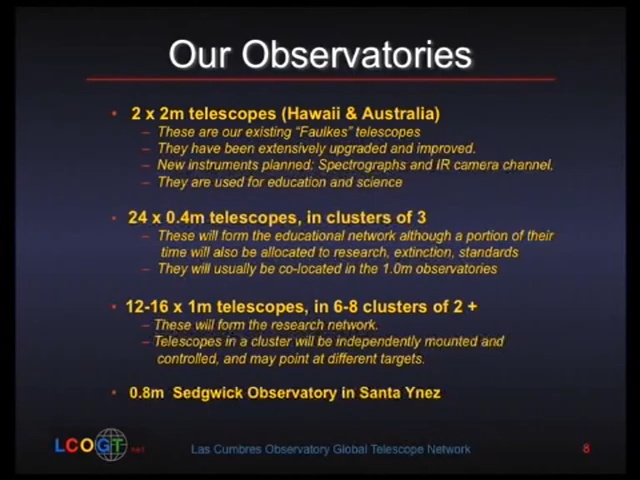 Our Observatories
• 2 x 2m telescopes (Hawaii & Australia)
– These are our existing “Faulkes” telescopes
– They have been extensively upgraded and improved.
– New instruments planned: Spectrographs and IR camera channel.
– They are used for education and science
• 24 x 0.4m telescopes, in clusters of 3
– These will form the educational network although a portion of their
time will also be allocated to research, extinction, standards
– They will usually be co-located in the 1.0m observatories
• 12-16 x 1m telescopes, in 6-8 clusters of 2 +
– These will form the research network.
– Telescopes in a cluster will be independently mounted and
controlled, and may point at different targets.
• 0.8m Sedgwick Observatory in Santa Ynez
LCOGT.net
Las Cumbres Observatory Global Telescope Network
8